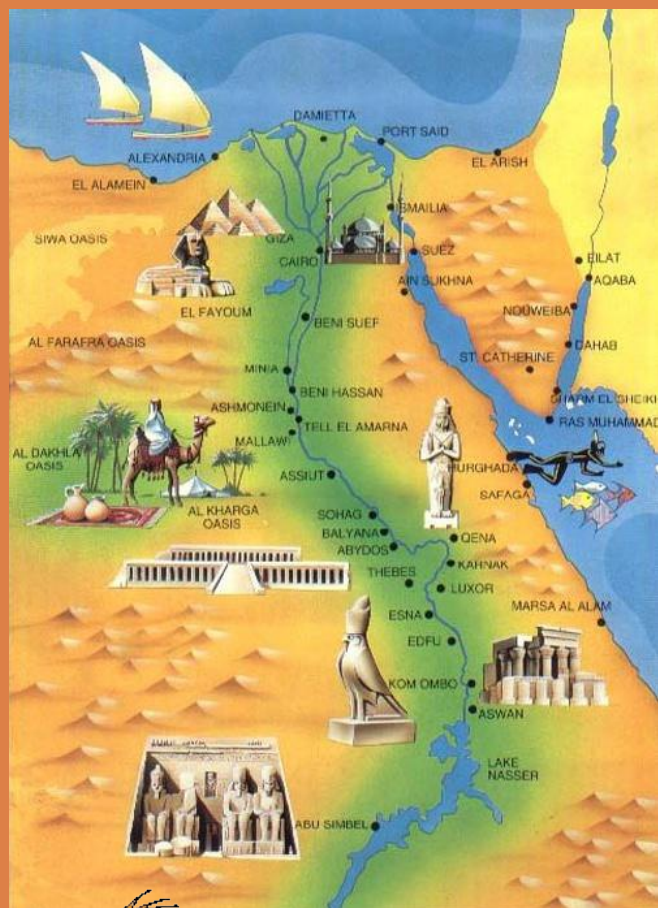 DAMIETTA
PORT SAID
ALEXANDRIA
EL ARISH
EL ALAMEIN
ISMAILIA
SIWA OASIS
GIZA
CAIRO
SUEZ
EILAT
AIN SUKHNA
AQABA
EL FAYOUM
NOUWEIBA
BENI SUEF
AL FARAFRA OASIS
DAHAB
ST. CATHERINE
MINIA
BENI HASSAN
SHARM EL SHEIKH
ASHMONEIN
RAS MUHAMMAD
TELL EL AMARNA
MALLAWI
AL DAKHLA
OASIS
HURGHADA
ASSIUT
SAFAGA
AL KHARGA
OASIS
SOHAG
BALYANA
QENA
ABYDOS
KARNAK
THEBES
LUXOR
MARSA AL ALAM
ESNA
EDFU
KOM OMBO
ASWAN
LAKE
NASSER
ABU SIMBEL